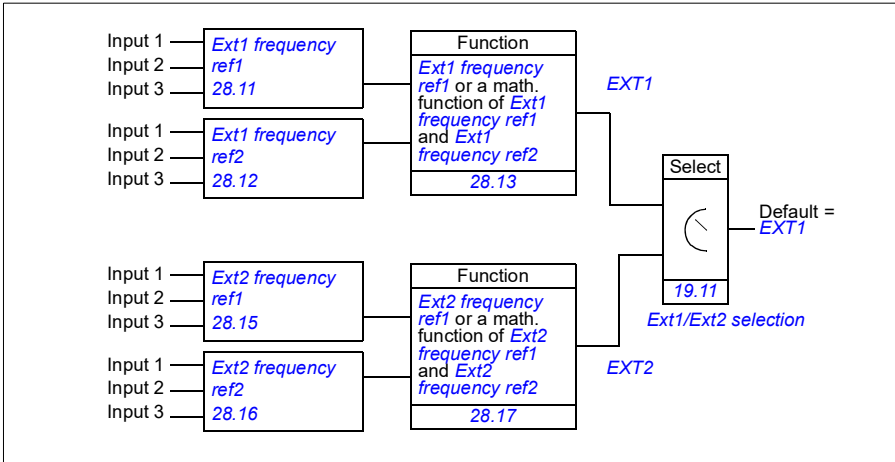 Input 1
Input 2
Input 3
Ext1 frequency
ref1
28.11
Input 1
Input 2
Input 3
Ext1 frequency
ref2
28.12
Function
Ext1 frequency
ref1 or a math.
function of Ext1
frequency ref1
and Ext1
frequency ref2
28.13
EXT1
Input 1
Input 2
Input 3
Ext2 frequency
ref1
28.15
Input 1
Input 2
Input 3
Ext2 frequency
ref2
28.16
Function
Ext2 frequency
ref1 or a math.
function of Ext2
frequency ref1
and Ext2
frequency ref2
28.17
EXT2
Select
19.11
Ext1/Ext2 selection
Default =
EXT1